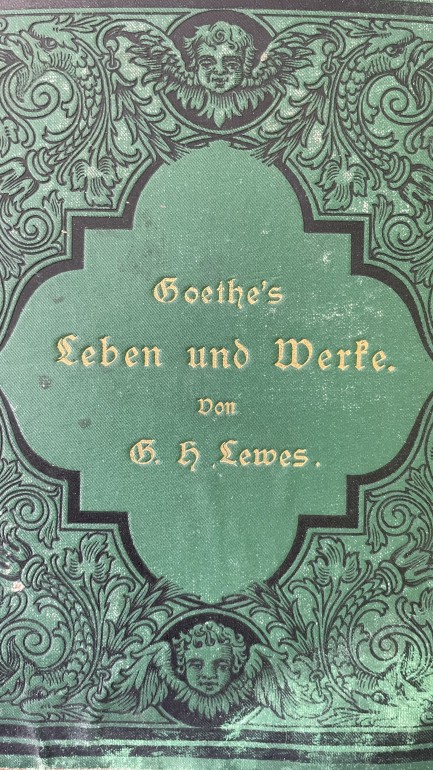 Goethe's
Leben und Werke.
Von
G. H. Lewes.